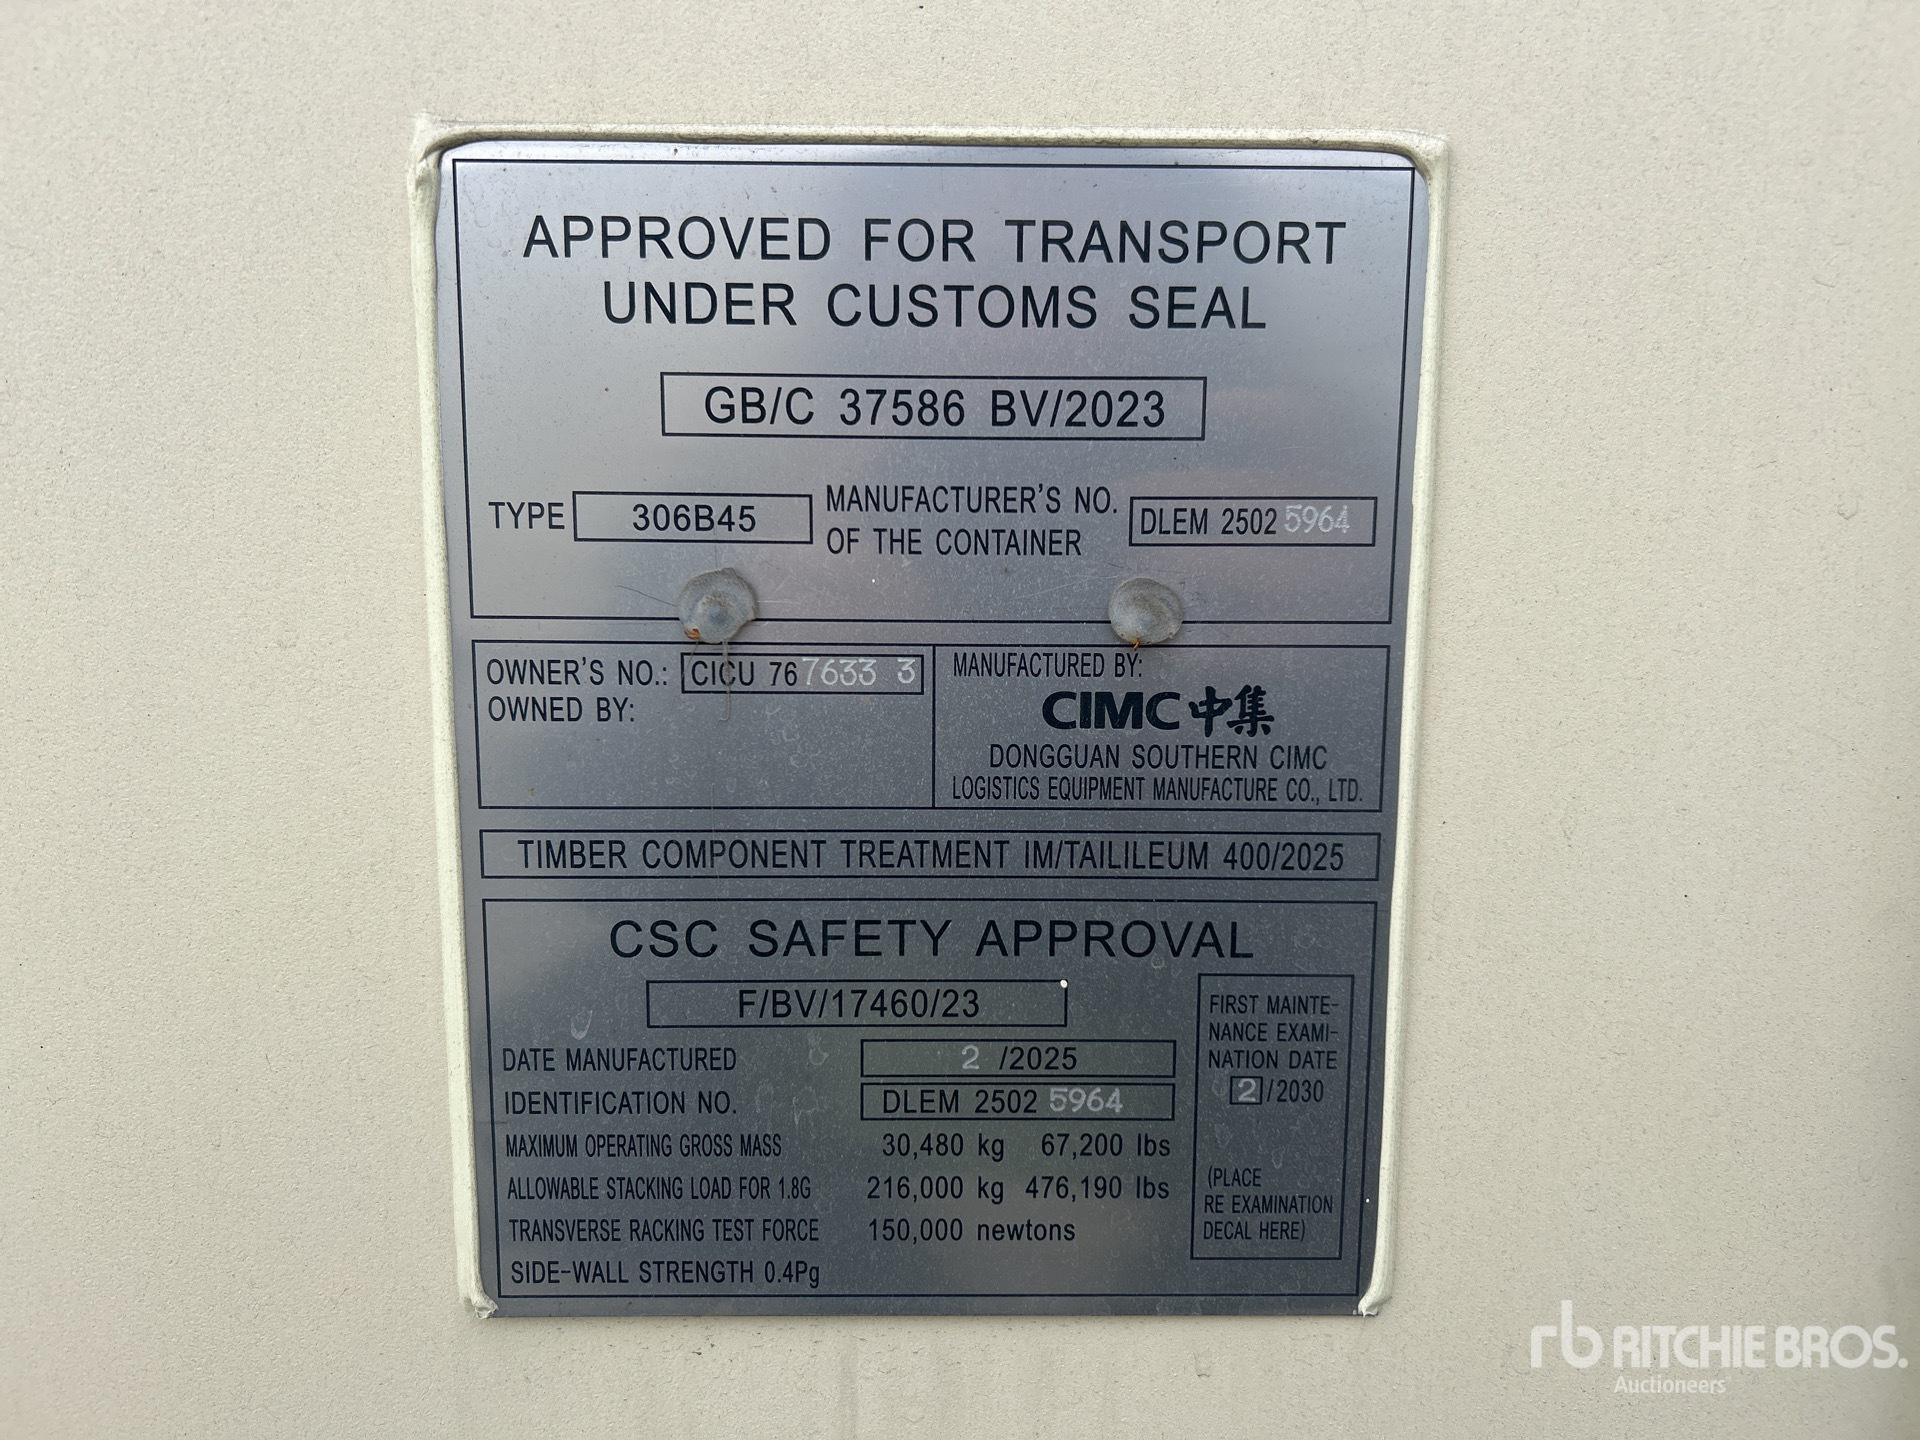 APPROVED FOR TRANSPORT
UNDER CUSTOMS SEAL
GB/C 37586 BV/2023
TYPE 306B45
MANUFACTURER'S NO.
OF THE CONTAINER
DLEM 2502 5964
OWNER'S NO.: CICU 76 7633 3
OWNED BY:
MANUFACTURED BY:
CIMC 中集
DONGGUAN SOUTHERN CIMC
LOGISTICS EQUIPMENT MANUFACTURE CO., LTD.
TIMBER COMPONENT TREATMENT IM/TAILILEUM 400/2025
CSC SAFETY APPROVAL
F/BV/17460/23
DATE MANUFACTURED 2 /2025
IDENTIFICATION NO. DLEM 2502 5964
MAXIMUM OPERATING GROSS MASS 30,480 kg 67,200 lbs
ALLOWABLE STACKING LOAD FOR 1.8G 216,000 kg 476,190 lbs
TRANSVERSE RACKING TEST FORCE 150,000 newtons
SIDE-WALL STRENGTH 0.4Pg
FIRST MAINTE-
NANCE EXAMI-
NATION DATE
2/2030
(PLACE
RE EXAMINATION
DECAL HERE)
rb RITCHIE BROS.
Auctioneers